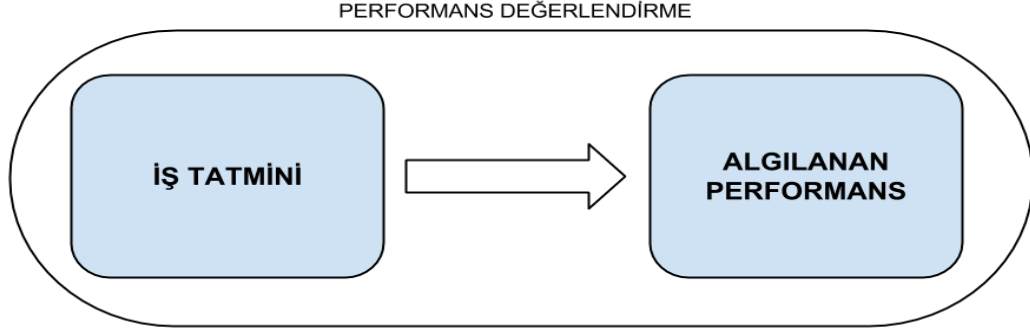 PERFORMANS DEĞERLENDİRME
İŞ TATMİNİ
ALGILANAN
PERFORMANS